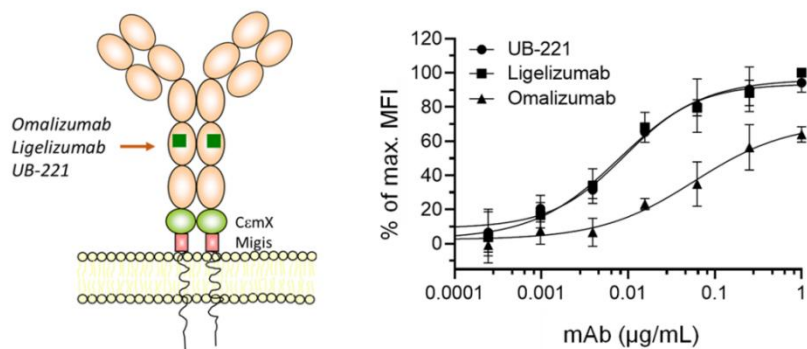 Omalizumab
Ligelizumab
UB-221
CεmX
Migis
% of max. MFI
120
100
80
60
40
20
0
UB-221
Ligelizumab
Omalizumab
0.0001
0.001
0.01
0.1
1
mAb (µg/mL)